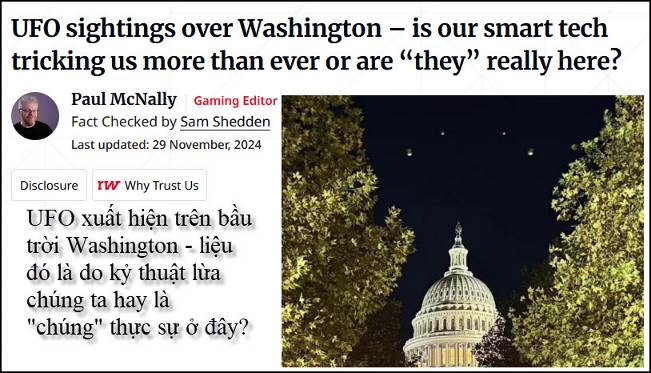 UFO sightings over Washington – is our smart tech
tricking us more than ever or are “they” really here?
Paul McNally Gaming Editor
Fact Checked by Sam Shedden
Last updated: 29 November, 2024
Disclosure rw Why Trust Us
UFO xuất hiện trên bầu
trời Washington - liệu
đó là do kỷ thuật lừa
chúng ta hay là
"chúng" thực sự ở đây?